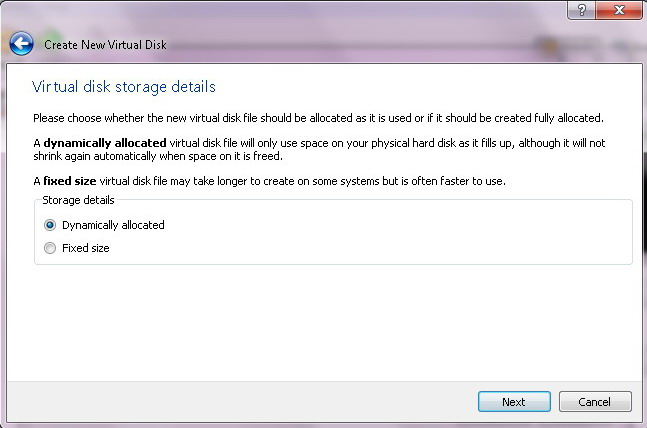 ?
Create New Virtual Disk
Virtual disk storage details
Please choose whether the new virtual disk file should be allocated as it is used or if it should be created fully allocated.
A dynamically allocated virtual disk file will only use space on your physical hard disk as it fills up, although it will not
shrink again automatically when space on it is freed.
A fixed size virtual disk file may take longer to create on some systems but is often faster to use.
Storage details
Dynamically allocated
Fixed size
Next
Cancel